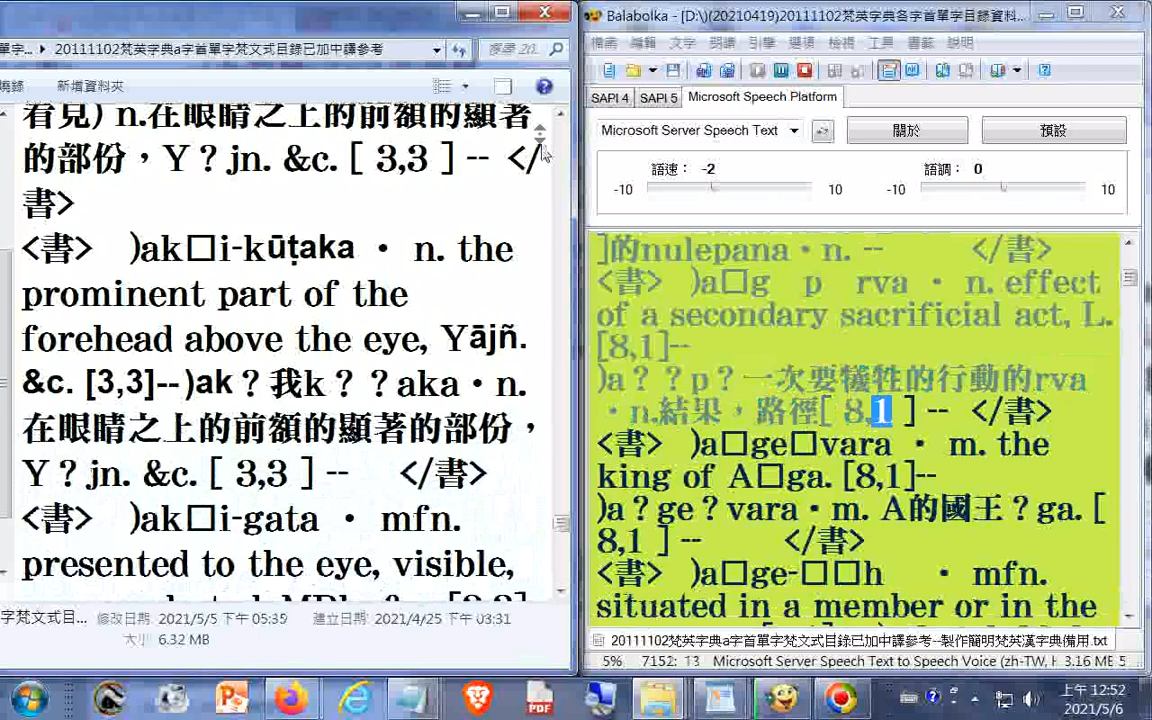 單字... ▸ 20111102梵英字典a字首單字梵文式目錄已加中譯參考
新增資料夾
看見) n.在眼睛之上的前額的顯著
的部份，Y？jn. &c. [ 3,3 ] -- </
書>
<書> )ak□i-kūṭaka • n. the
prominent part of the
forehead above the eye, Yājñ.
&c. [3,3]--)ak？我k？？aka•n.
在眼睛之上的前額的顯著的部份，
Y？jn. &c. [ 3,3 ] -- </書>
<書> )ak□i-gata • mfn.
presented to the eye, visible,
字梵文式目... 修改日期: 2021/5/5 下午 05:39 建立日期: 2021/4/25 下午 03:31
大小: 6.32 MB
Balabolka - [D:\)(20210419)20111102梵英字典各字首單字目錄資料...
檔案 編輯 文字 朗讀 引擎 選項 檢視 工具 書籤 說明
SAPI 4 SAPI 5 Microsoft Speech Platform
Microsoft Server Speech Text 關於 預設
語速： -2 語調： 0
-10 10 -10 10
]的nulepana•n. -- </書>
<書> )a□g p rva • n. effect
of a secondary sacrificial act, L.
[8,1]--
)a？？p？一次要犠牲的行動的rva
•n.結果，路徑[ 8,1 ] -- </書>
<書> )a□ge□vara • m. the
king of A□ga. [8,1]--
)a？ge？vara•m. A的國王？ga. [
8,1 ] -- </書>
<書> )a□ge-□□h • mfn.
situated in a member or in the
20111102梵英字典a字首單字梵文式目錄已加中譯參考--製作簡明梵英漢字典備用.txt
5% 7152: 13 Microsoft Server Speech Text to Speech Voice (zh-TW, H 3.16 MB 5
上午 12:52
2021/5/6